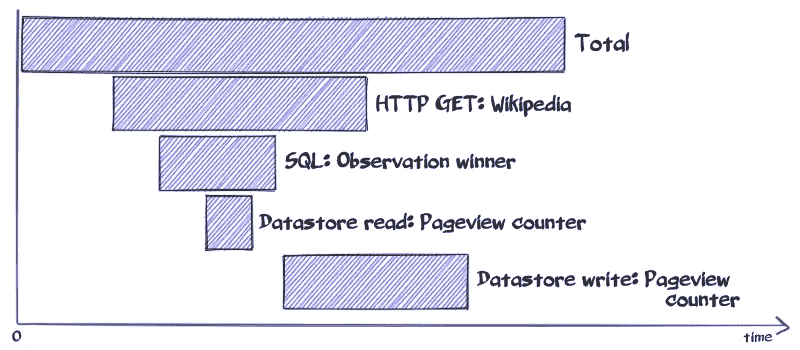 Total
HTTP GET: Wikipedia
SQL: Observation winner
Datastore read: Pageview counter
Datastore write: Pageview
counter
0
time